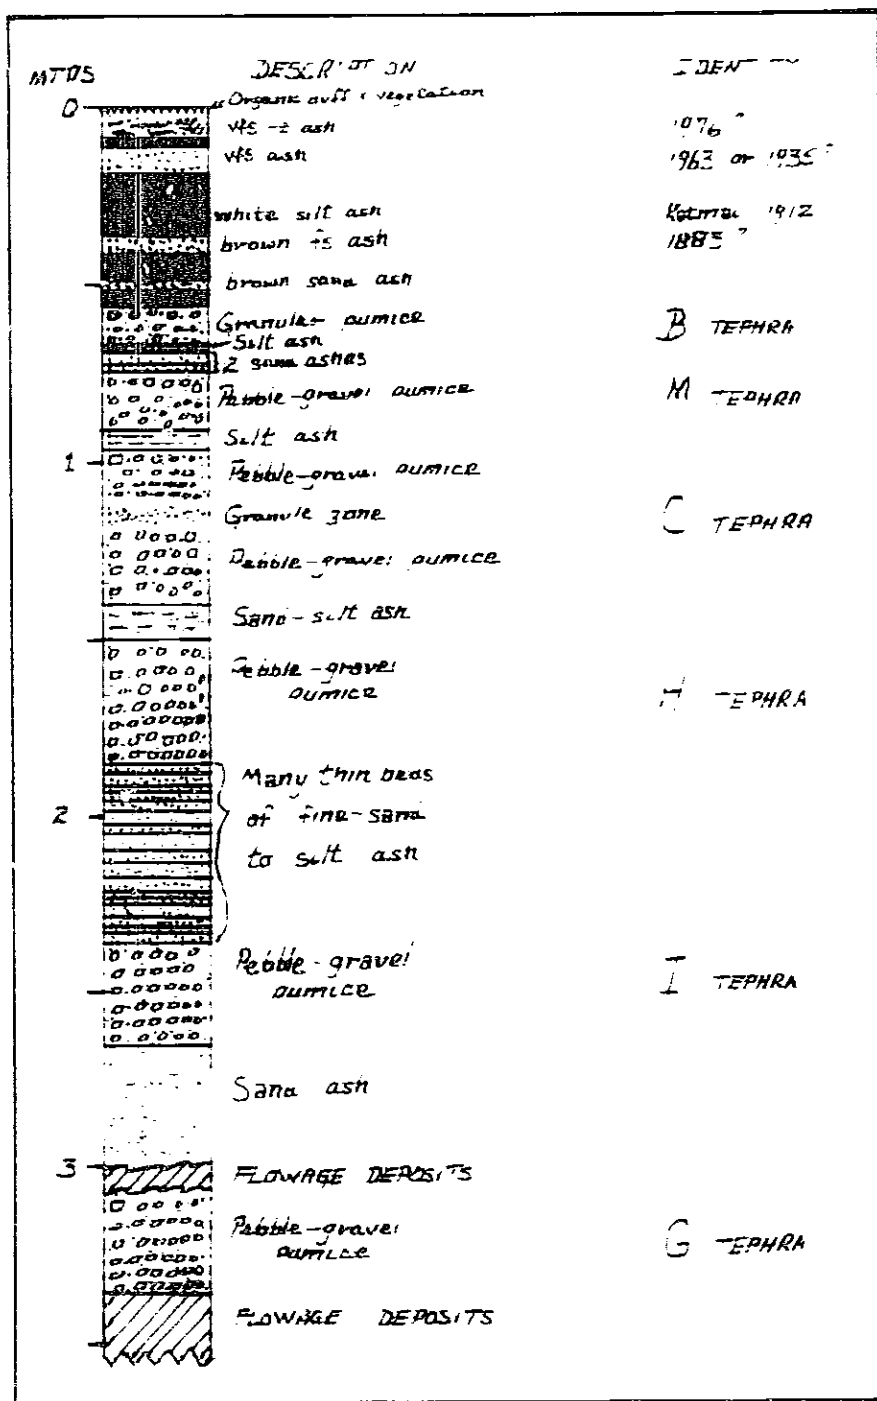 MTRS DESCRIPTION IDENTITY
0 Organic duff & vegetation
vfs ash 1976 ?
vfs ash 1963 or 1935 ?
white silt ash Katmai 1912
brown fs ash 1883 ?
brown sand ash
Granular pumice B TEPHRA
Silt ash
2 sand ashes
Pebble-gravel pumice M TEPHRA
Silt ash
1
Pebble-gravel pumice
Granule zone C TEPHRA
Pebble-gravel pumice
Sand-silt ash
Pebble-gravel
pumice H TEPHRA
Many thin beds
2 of fine-sand
to silt ash
Pebble-gravel
pumice I TEPHRA
Sand ash
3 FLOWAGE DEPOSITS
Pebble-gravel
pumice G TEPHRA
FLOWAGE DEPOSITS